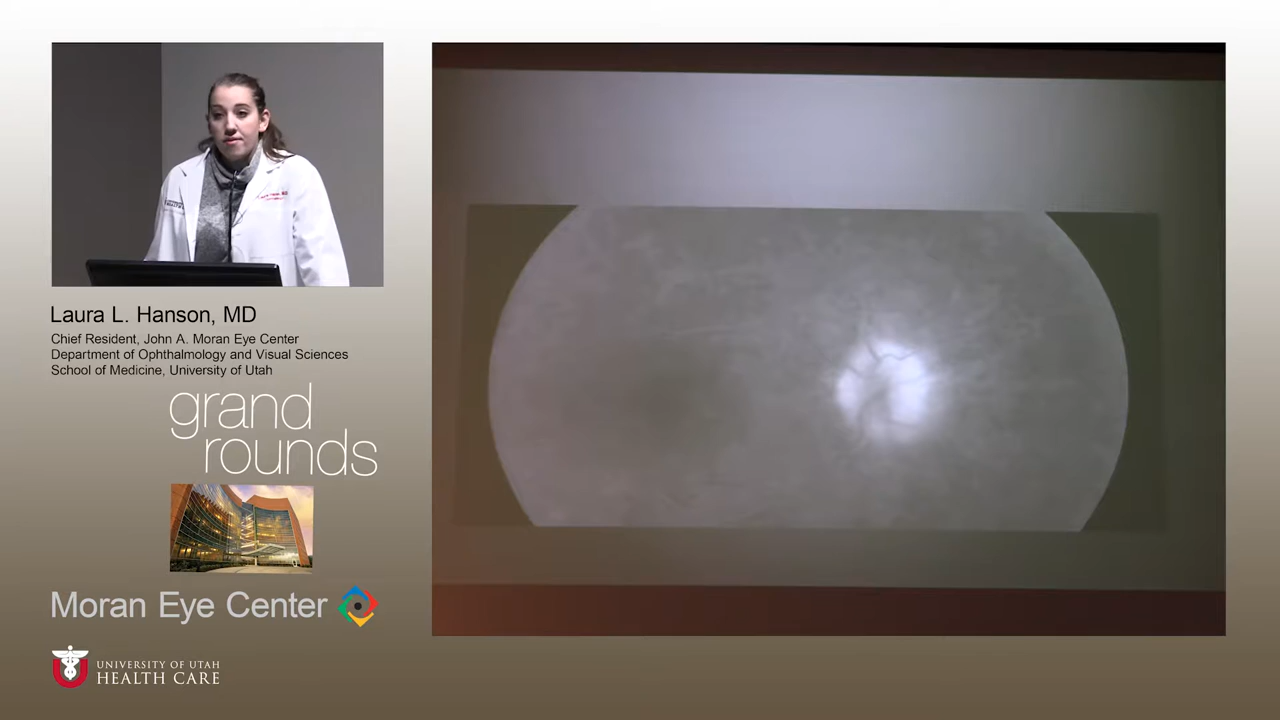 Laura L. Hanson, MD
Chief Resident, John A. Moran Eye Center
Department of Ophthalmology and Visual Sciences
School of Medicine, University of Utah
grand
rounds
Moran Eye Center
UNIVERSITY OF UTAH
HEALTH CARE